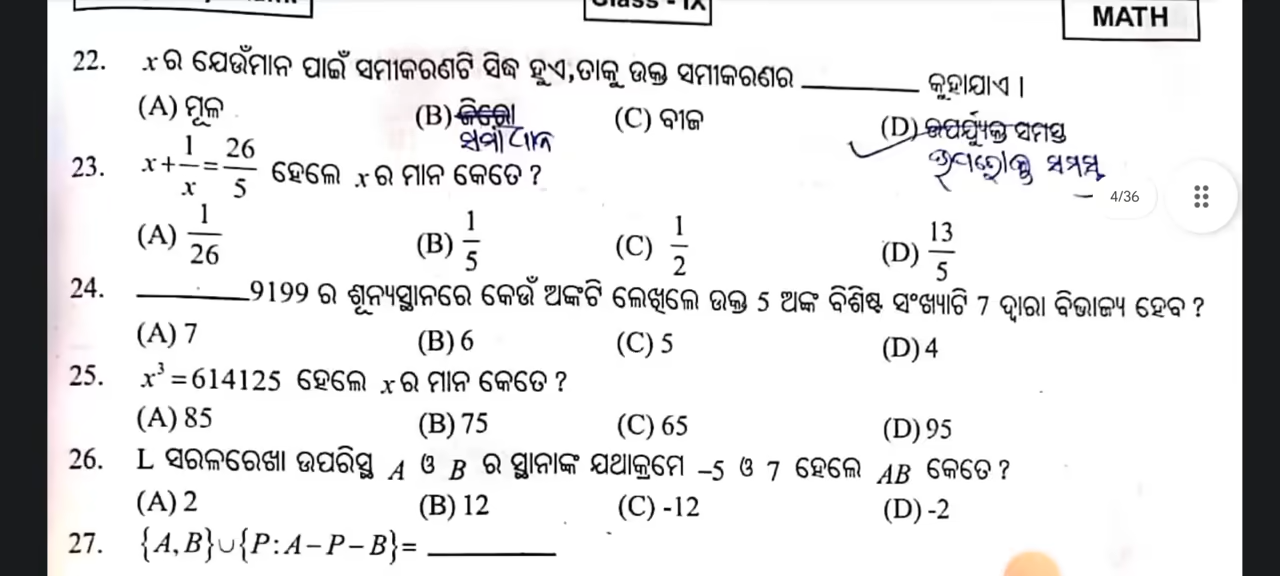 MATH
22. x ର ଯେଉଁମାନ ପାଇଁ ସମୀକରଣଟି ସିଦ୍ଧ ହୁଏ,ତାକୁ ଉକ୍ତ ସମୀକରଣର ________ କୁହାଯାଏ ।
(A) ମୂଳ (B) ଜିରୋ (C) ବୀଜ (D) ଉପର୍ଯ୍ୟୁକ୍ତ ସମସ୍ତ
ସମାଧାନ ଉପରୋକ୍ତ ସମସ୍ତ
23. x + 1/x = 26/5 ହେଲେ x ର ମାନ କେତେ ?
4/36
(A) 1/26 (B) 1/5 (C) 1/2 (D) 13/5
24. ________9199 ର ଶୂନ୍ୟସ୍ଥାନରେ କେଉଁ ଅଙ୍କଟି ଲେଖିଲେ ଉକ୍ତ 5 ଅଙ୍କ ବିଶିଷ୍ଟ ସଂଖ୍ୟାଟି 7 ଦ୍ୱାରା ବିଭାଜ୍ୟ ହେବ ?
(A) 7 (B) 6 (C) 5 (D) 4
25. x³ = 614125 ହେଲେ x ର ମାନ କେତେ ?
(A) 85 (B) 75 (C) 65 (D) 95
26. L ସରଳରେଖା ଉପରିସ୍ଥ A ଓ B ର ସ୍ଥାନାଙ୍କ ଯଥାକ୍ରମେ –5 ଓ 7 ହେଲେ AB କେତେ ?
(A) 2 (B) 12 (C) -12 (D) -2
27. {A, B}∪{P : A – P – B} = ________